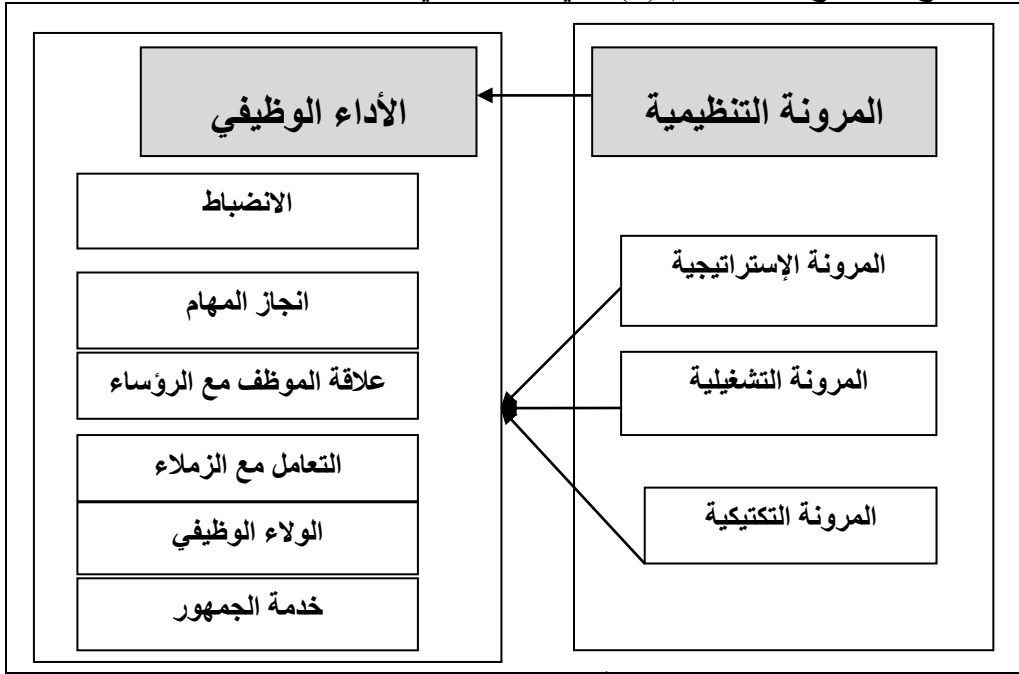 المرونة التنظيمية
الأداء الوظيفي
المرونة الإستراتيجية
المرونة التشغيلية
المرونة التكتيكية
الانضباط
انجاز المهام
علاقة الموظف مع الرؤساء
التعامل مع الزملاء
الولاء الوظيفي
خدمة الجمهور